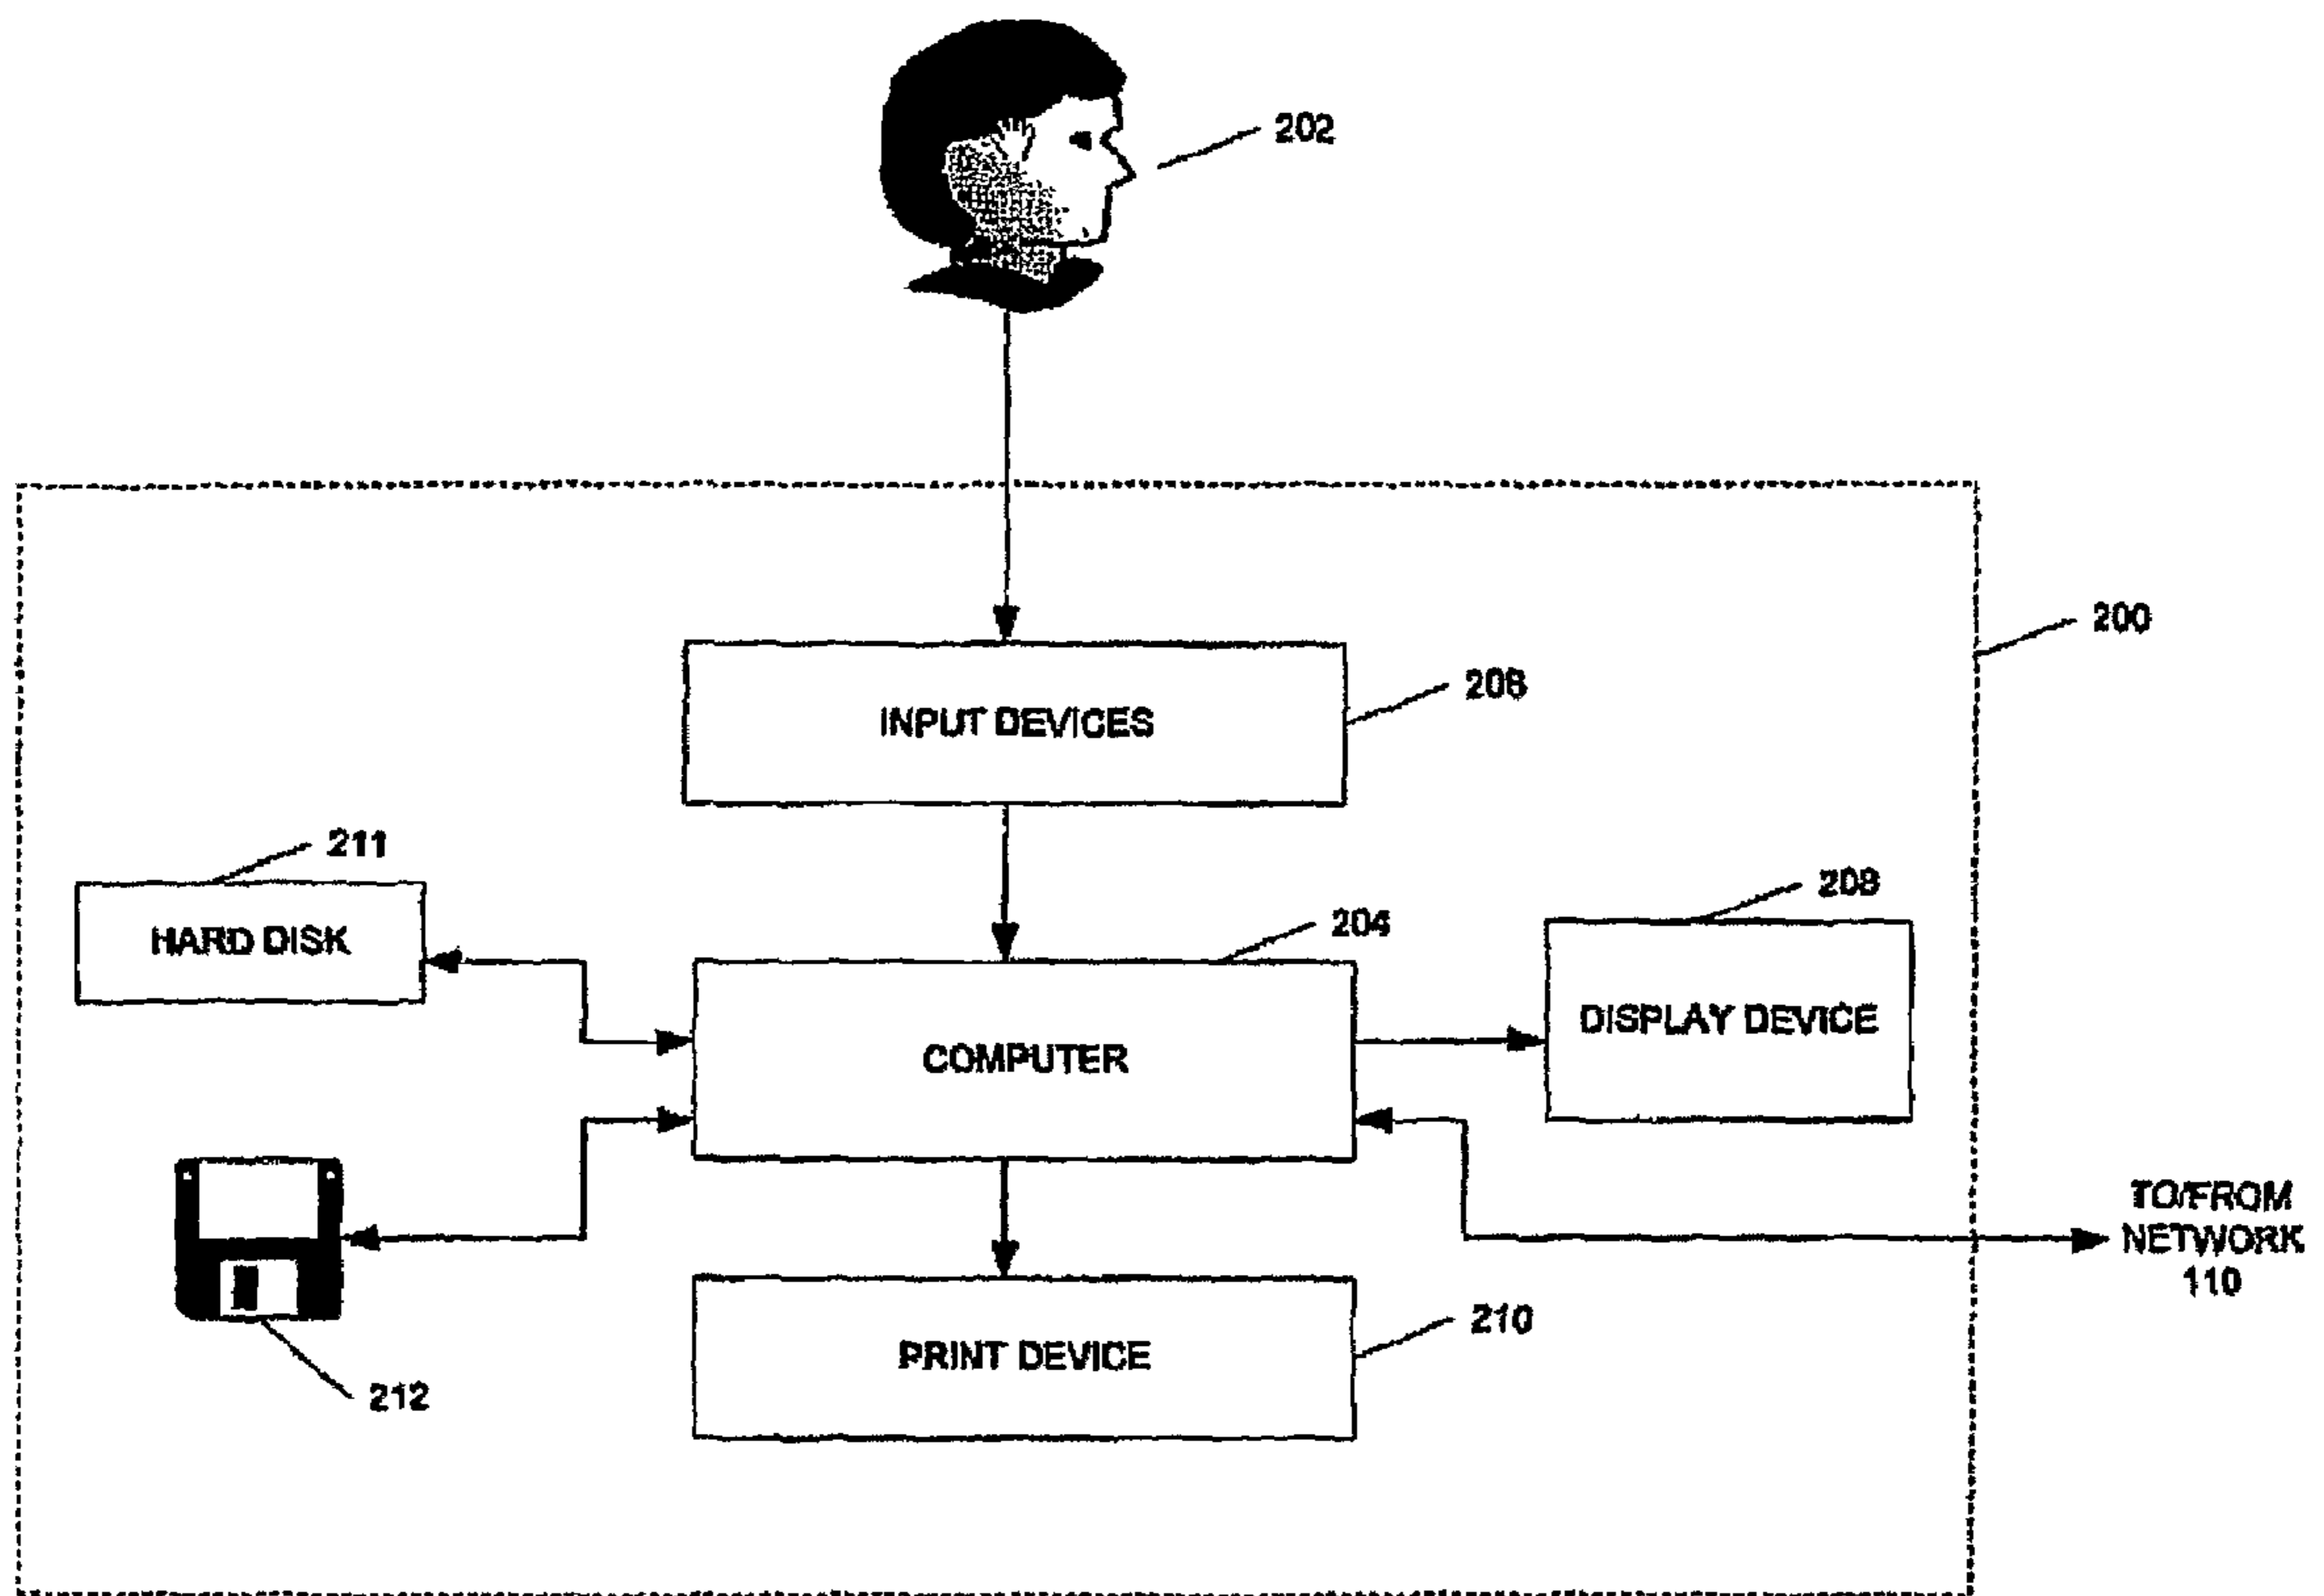 202
200
206
INPUT DEVICES
211
208
HARD DISK
204
DISPLAY DEVICE
COMPUTER
TO/FROM
NETWORK
110
210
PRINT DEVICE
212